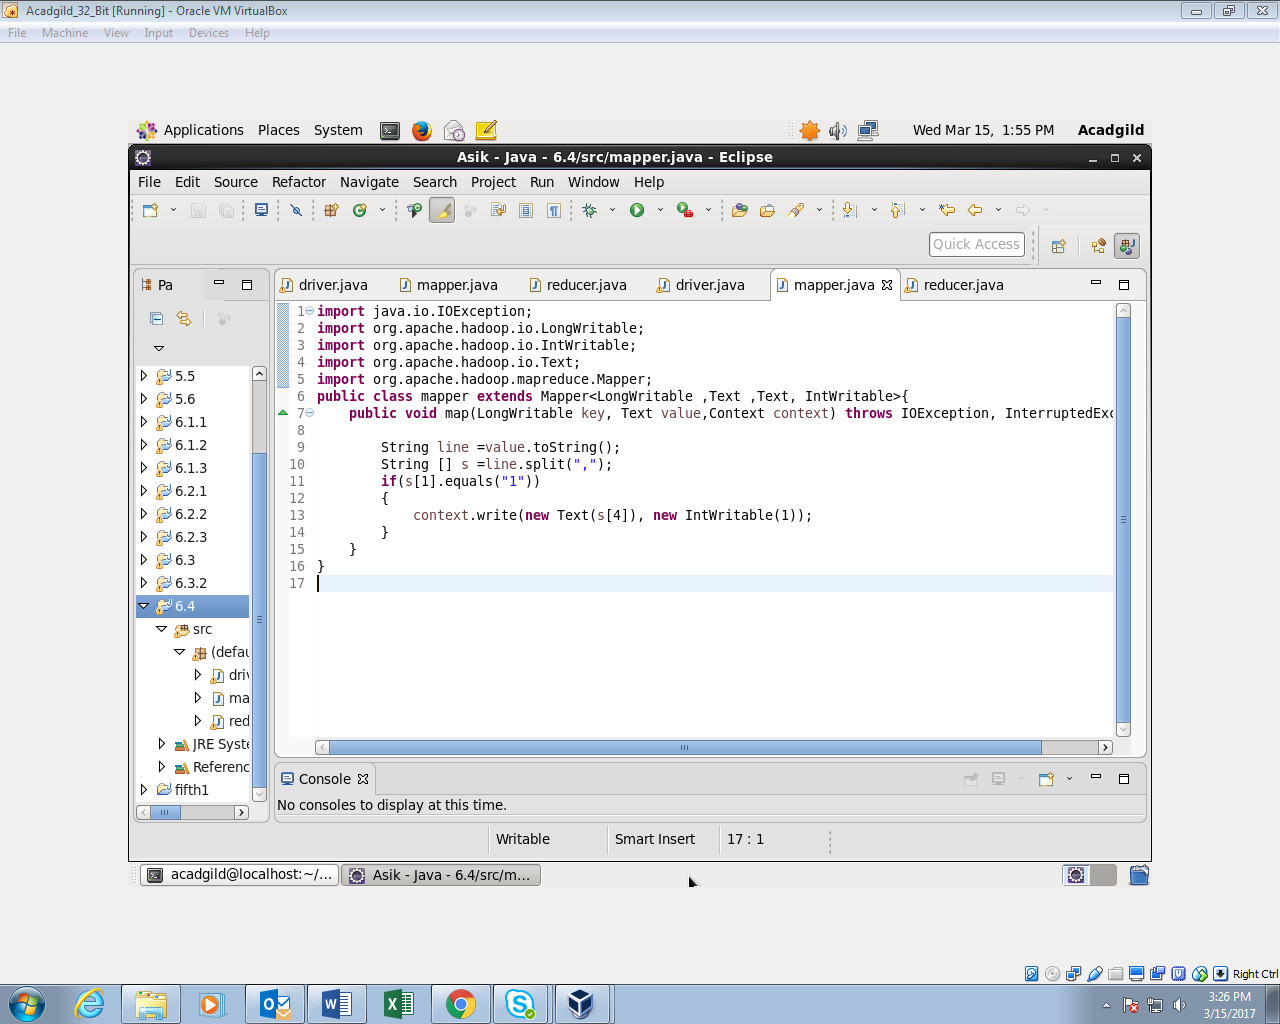 Acadgild_32_Bit [Running] - Oracle VM VirtualBox
File Machine View Input Devices Help
Applications Places System Wed Mar 15, 1:55 PM Acadgild
Asik - Java - 6.4/src/mapper.java - Eclipse
File Edit Source Refactor Navigate Search Project Run Window Help
Quick Access
Pa
driver.java mapper.java reducer.java driver.java mapper.java reducer.java
5.5
5.6
6.1.1
6.1.2
6.1.3
6.2.1
6.2.2
6.2.3
6.3
6.3.2
6.4
src
(defau
driv
ma
red
JRE Syste
Referenc
fifth1
1 import java.io.IOException;
2 import org.apache.hadoop.io.LongWritable;
3 import org.apache.hadoop.io.IntWritable;
4 import org.apache.hadoop.io.Text;
5 import org.apache.hadoop.mapreduce.Mapper;
6 public class mapper extends Mapper<LongWritable ,Text ,Text, IntWritable>{
7 public void map(LongWritable key, Text value,Context context) throws IOException, InterruptedExc
8
9 String line =value.toString();
10 String [] s =line.split(",");
11 if(s[1].equals("1"))
12 {
13 context.write(new Text(s[4]), new IntWritable(1));
14 }
15 }
16 }
17
Console
No consoles to display at this time.
Writable Smart Insert 17 : 1
acadgild@localhost:~/... Asik - Java - 6.4/src/m...
Right Ctrl
3:26 PM
3/15/2017